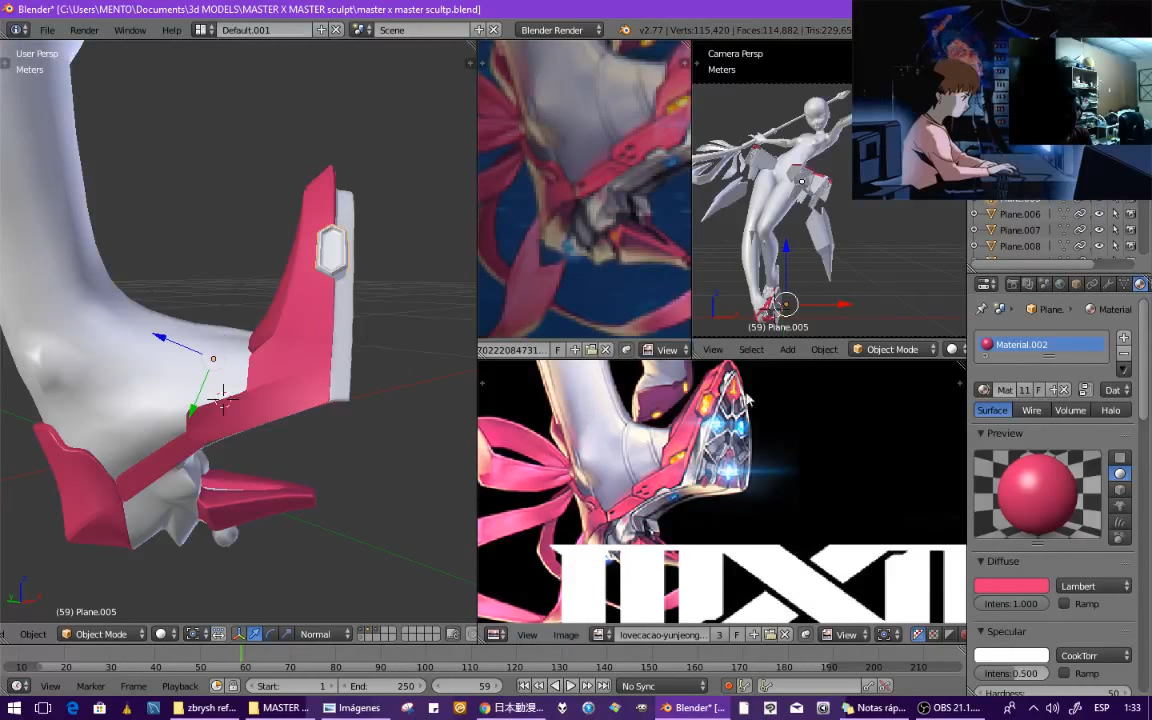 Blender* [C:\Users\MENTO\Documents\3d MODELS\MASTER X MASTER sculpt\master x master scultp.blend]
File Render Window Help Default.001 Scene Blender Render v2.77 | Verts:115,420 | Faces:114,882 | Tris:229,65
User Persp
Meters
Camera Persp
Meters
Plane.006
Plane.007
Plane.008
Plane. Material
Material.002
Mat 11 F Dat
Surface Wire Volume Halo
Preview
Diffuse
Lambert
Intens: 1.000 Ramp
Specular
CookTorr
Intens: 0.500 Ramp
Hardness: 50
(59) Plane.005
70222084731... F View
View Select Add Object Object Mode
(59) Plane.005
Object Object Mode Normal
View Image lovecacao-yunjeong... 3 F View
10 20 30 40 50 60 70 80 90 100 110 120 130 140 150 160 170 180 190 200 210
View Marker Frame Playback Start: 1 End: 250 59 No Sync
zbrysh ref... MASTER ... Imágenes 日本動漫... Blender* [... Notas ráp... OBS 21.1.... ESP 1:33